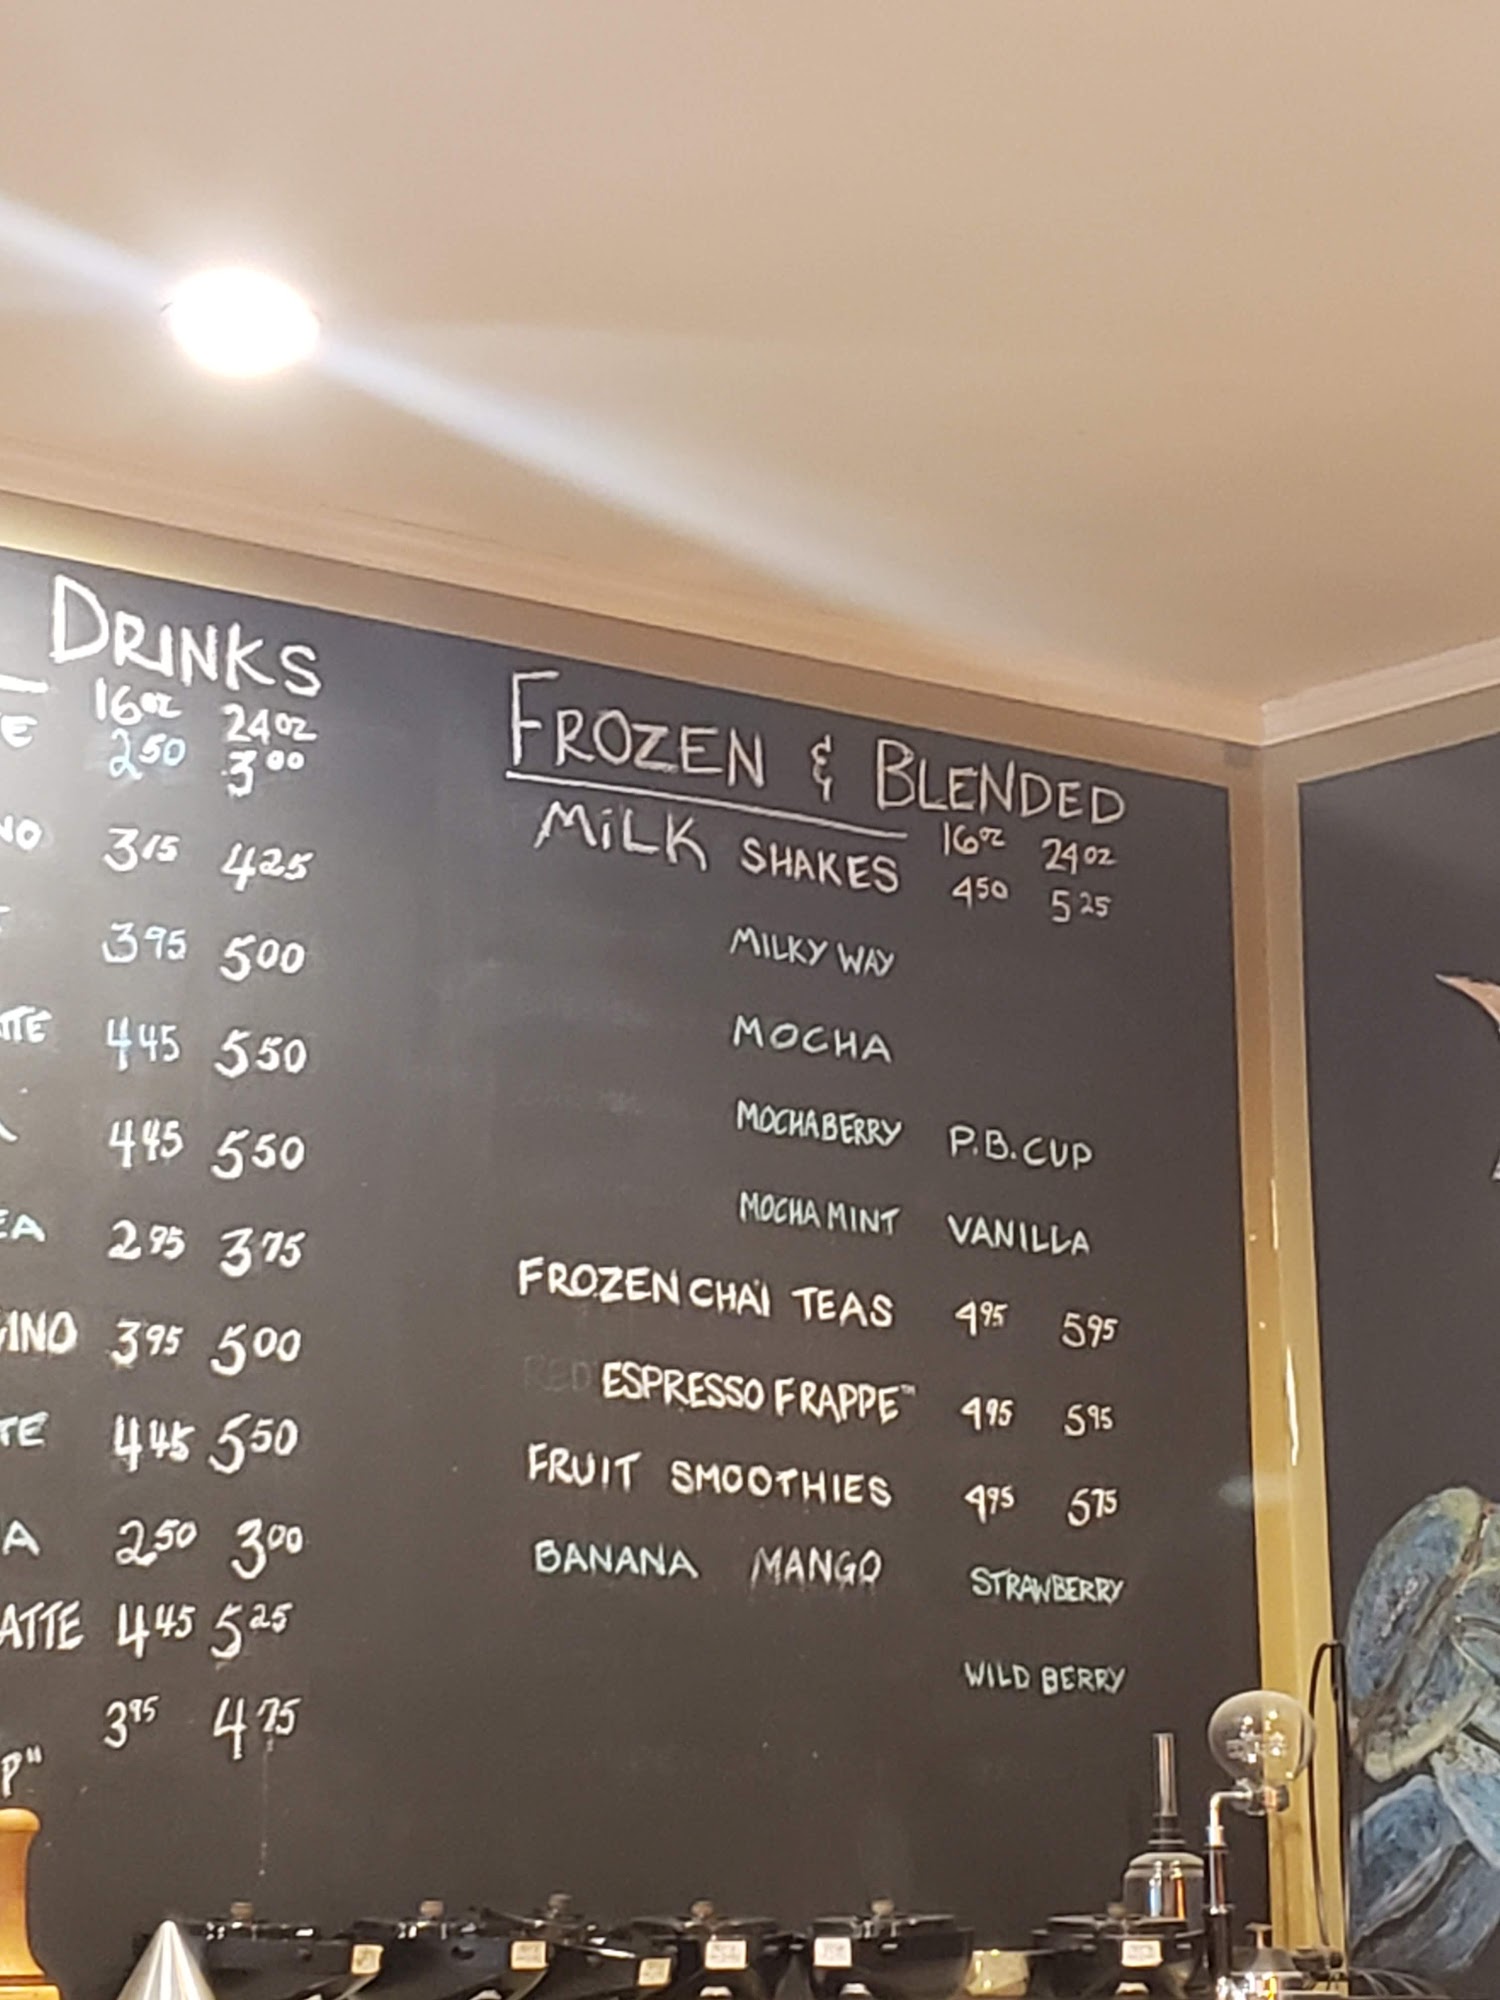 DRINKS
16oz 24oz
2 50 3 00
3 15 4 25
3 95 5 00
4 45 5 50
4 45 5 50
2 95 3 75
3 95 5 00
4 45 5 50
2 50 3 00
ATTE 4 45 5 25
3 95 4 75
P"
FROZEN & BLENDED
16oz 24oz
MiLK SHAKES 4 50 5 25
MILKY WAY
MOCHA
MOCHABERRY P.B. CUP
MOCHA MINT VANILLA
FROZEN CHAI TEAS 4 95 5 95
RED ESPRESSO FRAPPE™ 4 95 5 95
FRUIT SMOOTHIES 4 95 5 75
BANANA MANGO STRAWBERRY
WILD BERRY